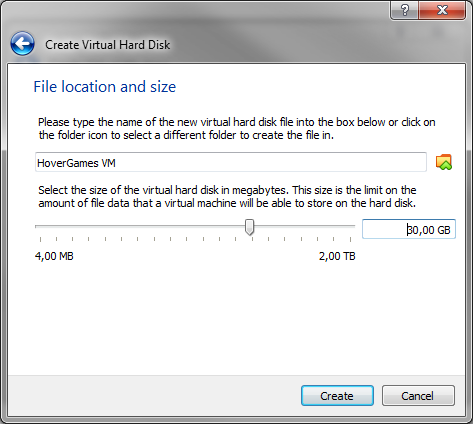 ?
Create Virtual Hard Disk
File location and size
Please type the name of the new virtual hard disk file into the box below or click on
the folder icon to select a different folder to create the file in.
HoverGames VM
Select the size of the virtual hard disk in megabytes. This size is the limit on the
amount of file data that a virtual machine will be able to store on the hard disk.
30,00 GB
4,00 MB 2,00 TB
Create Cancel